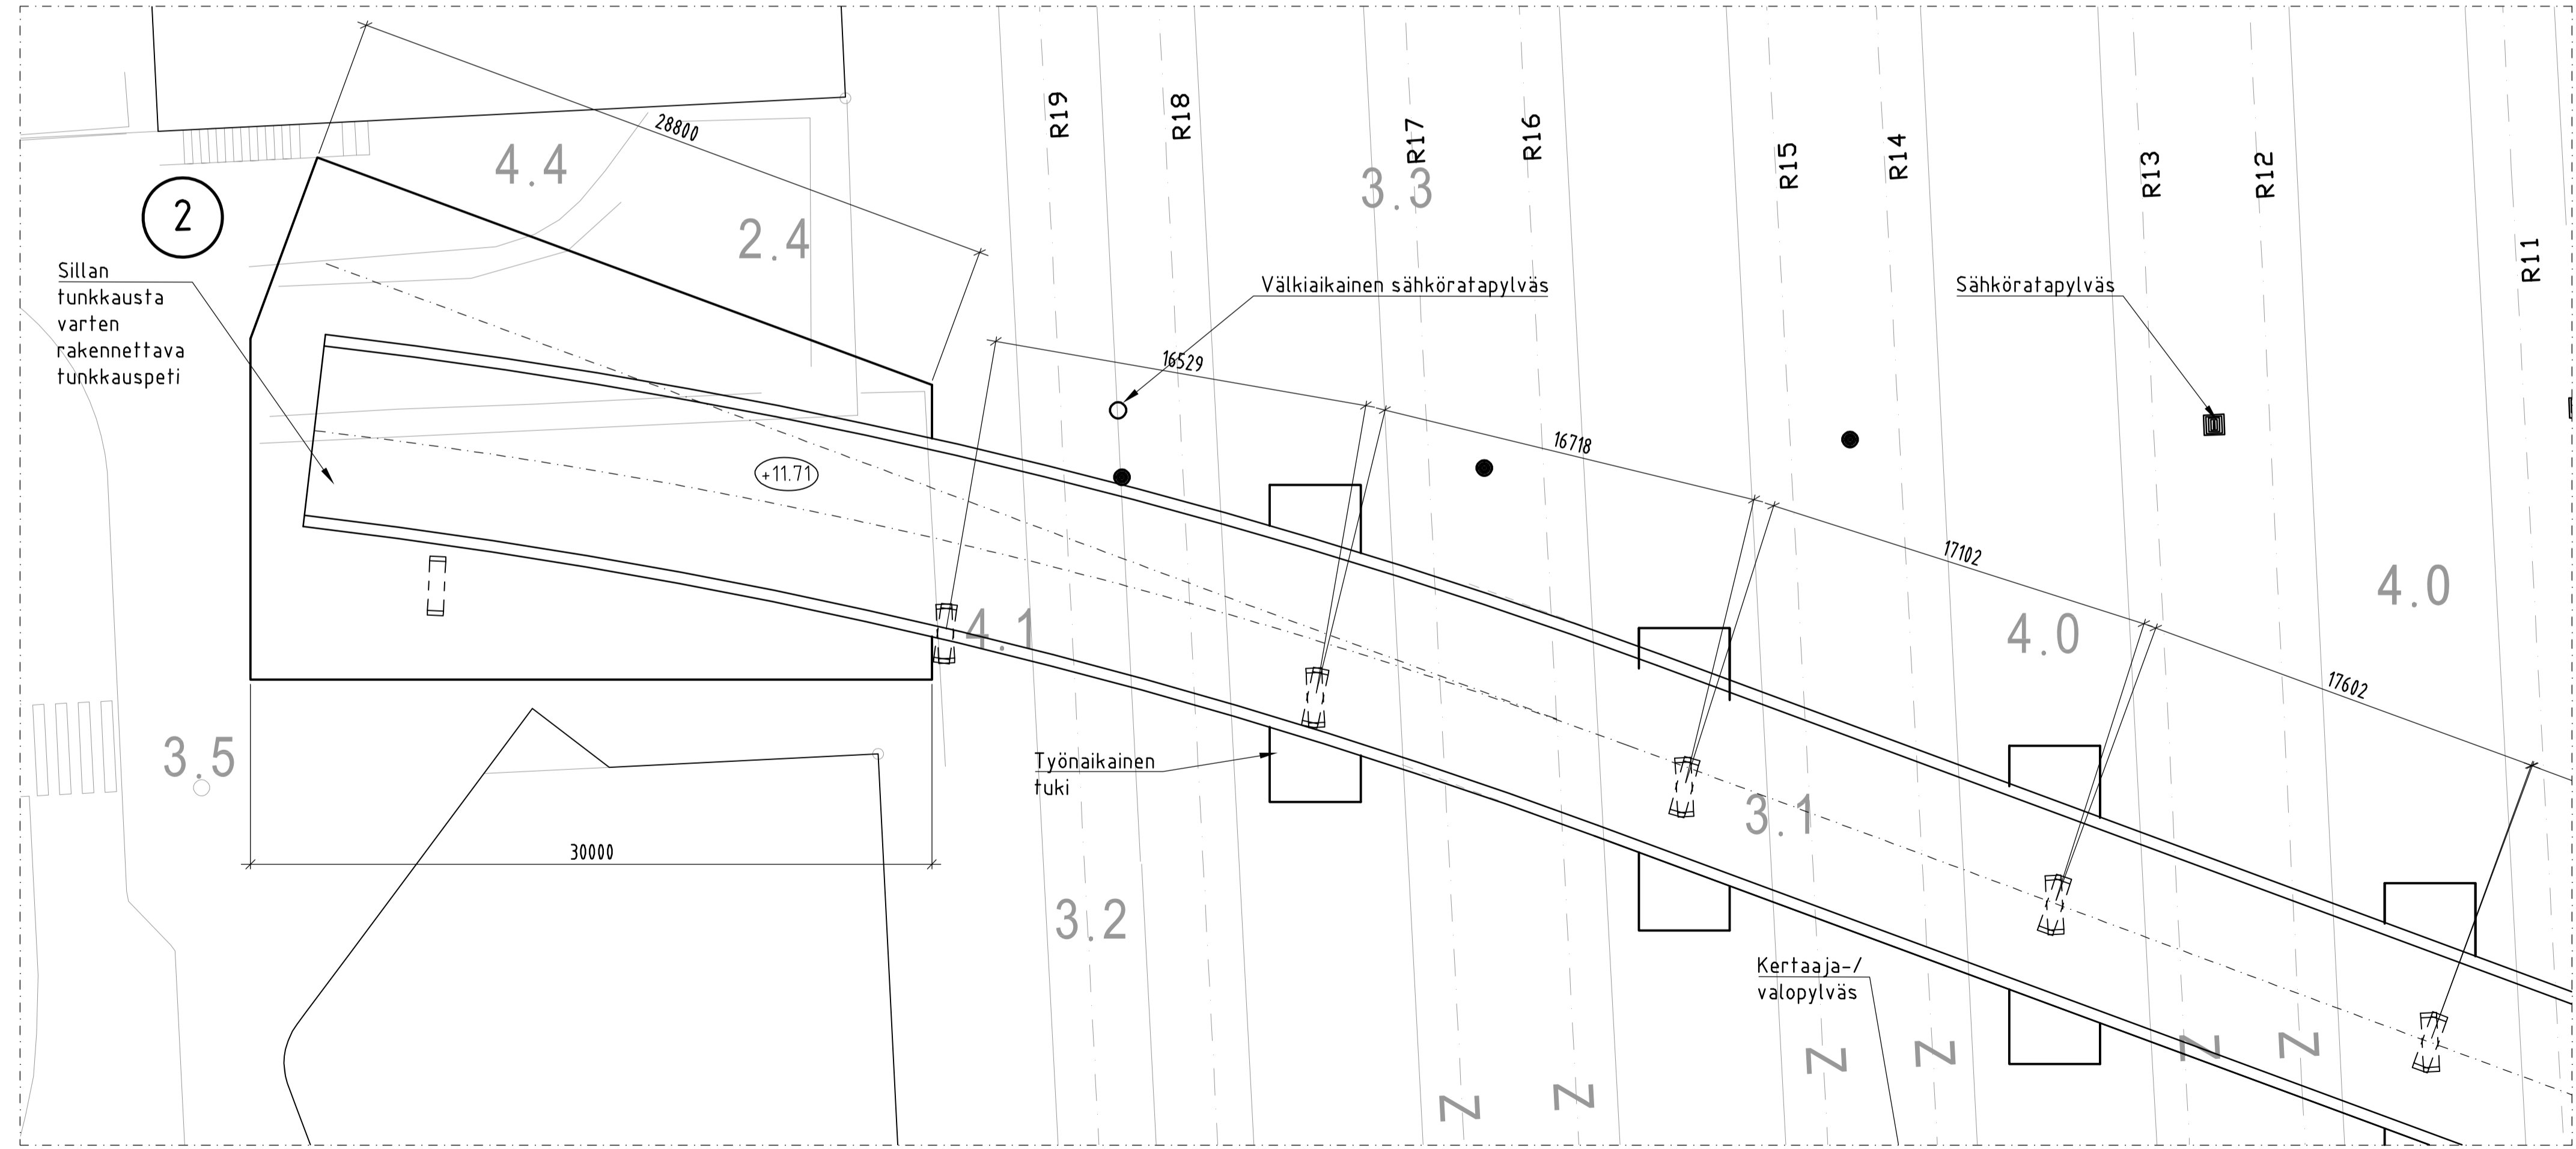 R19
R18
R17
R16
R15
R14
R13
R12
R11
28800
4.4
2.4
3.3
2
Sillan
tunkkausta
varten
rakennettava
tunkkauspeti
Välkiaikainen sähköratapylväs
Sähköratapylväs
16529
16718
17102
17602
+11.71
4.1
4.0
4.0
3.5
Työnaikainen
tuki
3.1
30000
3.2
Kertaaja-/
valopylväs
Z
Z
Z
Z
Z
Z